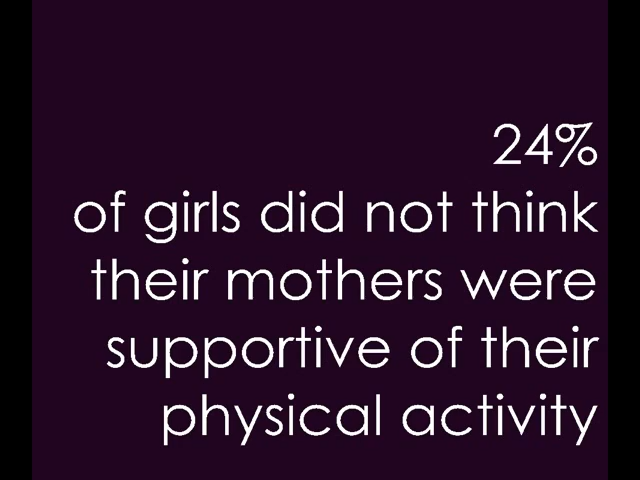 24%
of girls did not think
their mothers were
supportive of their
physical activity